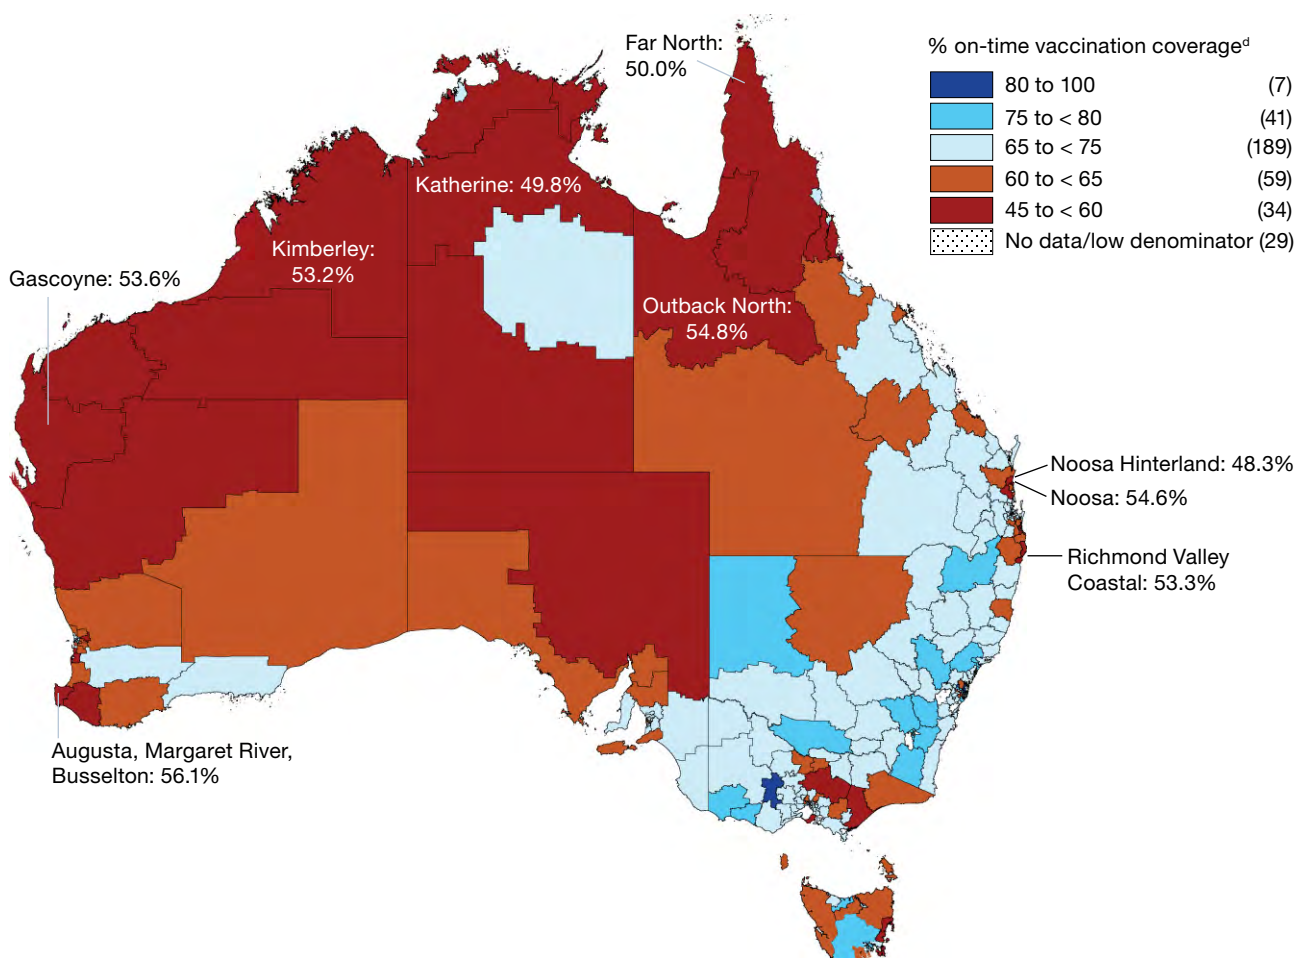 Far North:
50.0%
% on-time vaccination coverageᵈ
80 to 100 (7)
75 to < 80 (41)
65 to < 75 (189)
60 to < 65 (59)
45 to < 60 (34)
No data/low denominator (29)
Katherine: 49.8%
Kimberley:
53.2%
Gascoyne: 53.6%
Outback North:
54.8%
Noosa Hinterland: 48.3%
Noosa: 54.6%
Richmond Valley
Coastal: 53.3%
Augusta, Margaret River,
Busselton: 56.1%